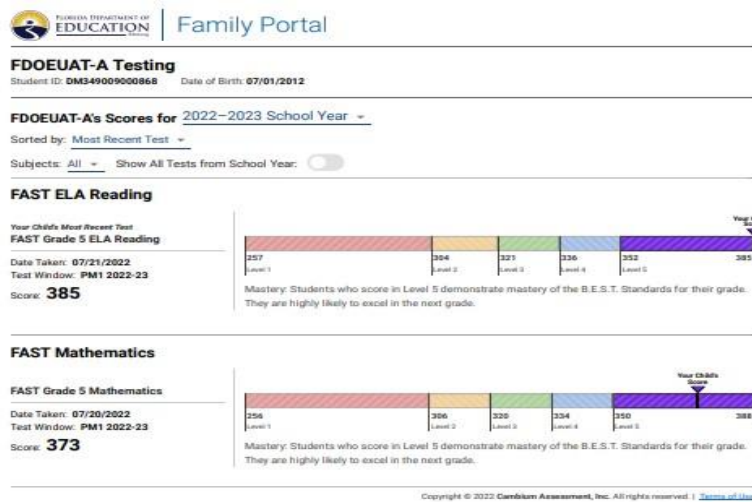 FLORIDA DEPARTMENT OF
EDUCATION
Family Portal
FDOEUAT-A Testing
Student ID: DM349009000868 Date of Birth: 07/01/2012
FDOEUAT-A's Scores for 2022–2023 School Year
Sorted by: Most Recent Test
Subjects: All Show All Tests from School Year:
FAST ELA Reading
Your Child's Most Recent Test
FAST Grade 5 ELA Reading
Date Taken: 07/21/2022
Test Window: PM1 2022-23
Score: 385
Your
257 304 321 336 352 385
Level 1 Level 2 Level 3 Level 4 Level 5
Mastery: Students who score in Level 5 demonstrate mastery of the B.E.S.T. Standards for their grade.
They are highly likely to excel in the next grade.
FAST Mathematics
FAST Grade 5 Mathematics
Date Taken: 07/20/2022
Test Window: PM1 2022-23
Score: 373
Your Child's
Score
256 306 320 334 350 388
Level 1 Level 2 Level 3 Level 4 Level 5
Mastery: Students who score in Level 5 demonstrate mastery of the B.E.S.T. Standards for their grade.
They are highly likely to excel in the next grade.
Copyright © 2022 Cambium Assessment, Inc. All rights reserved. | Terms of Use